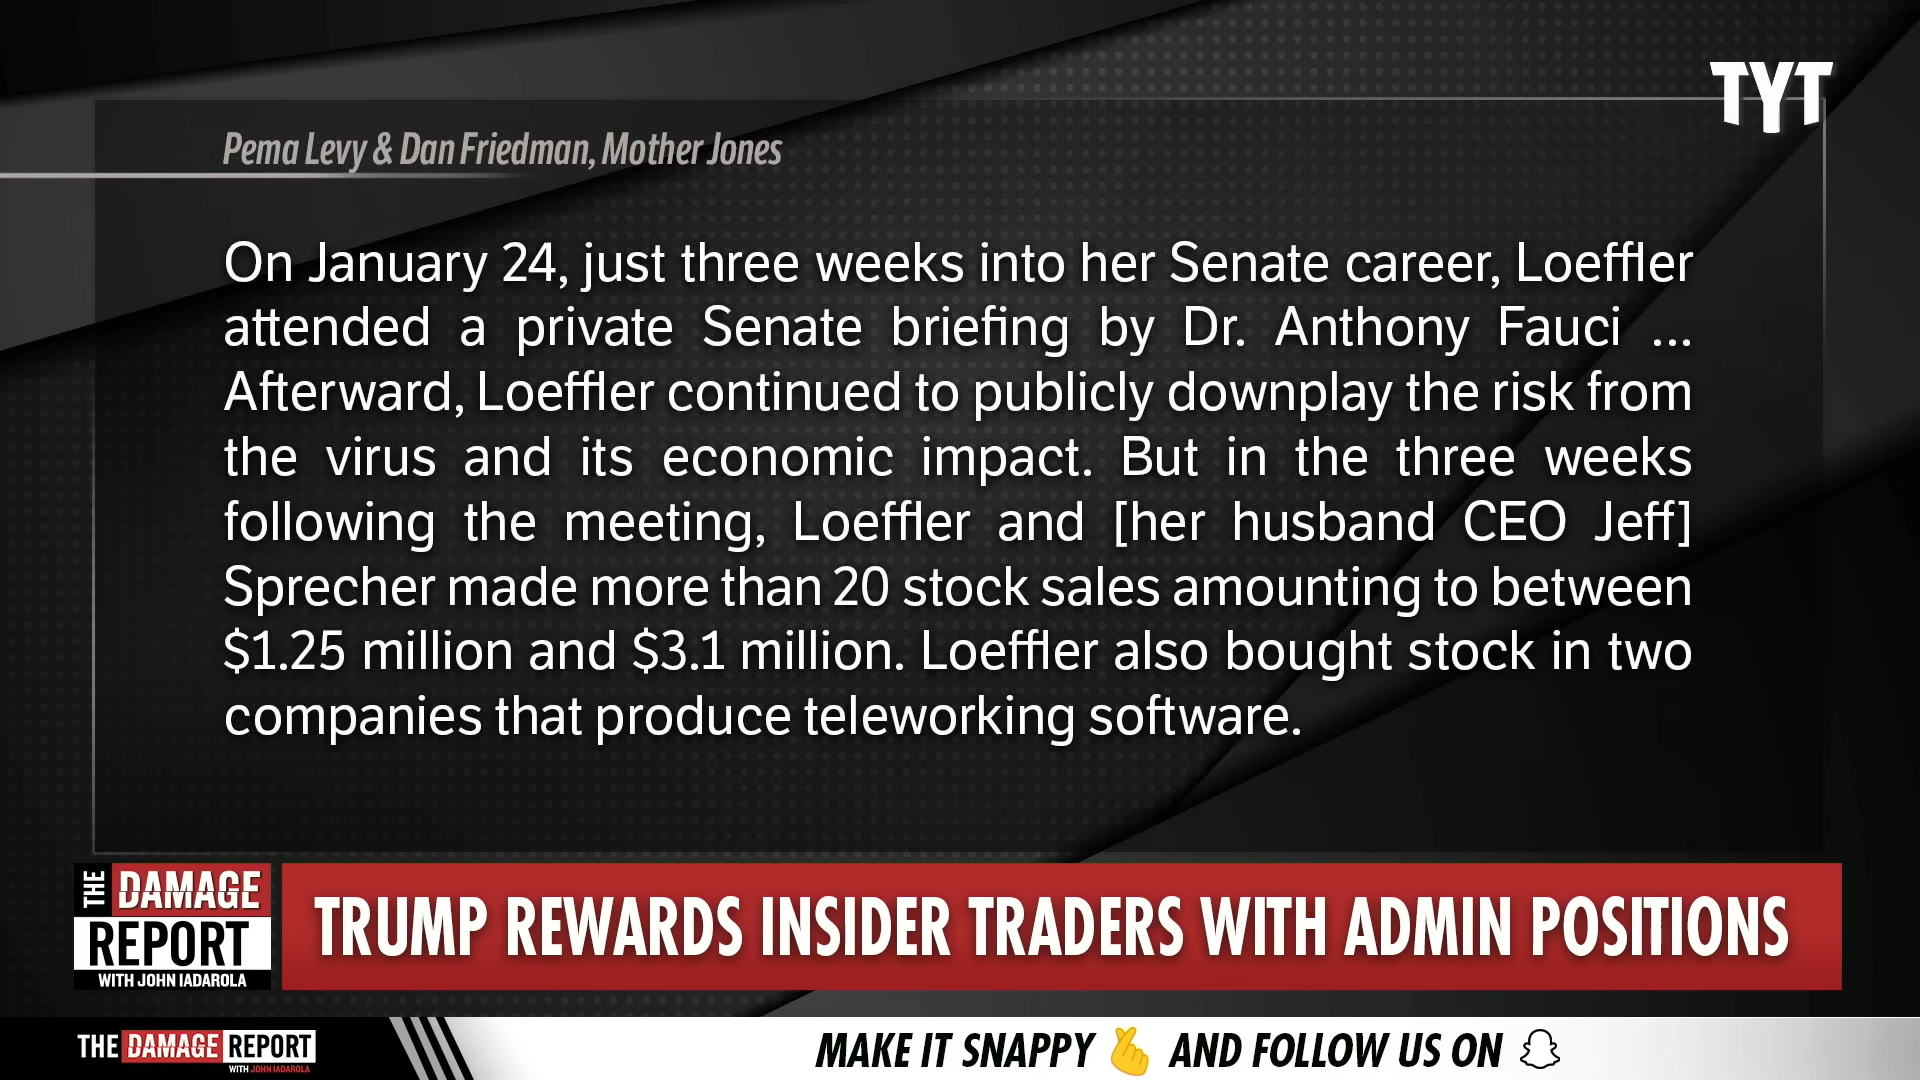 TYT
Pema Levy & Dan Friedman, Mother Jones
On January 24, just three weeks into her Senate career, Loeffler
attended a private Senate briefing by Dr. Anthony Fauci ...
Afterward, Loeffler continued to publicly downplay the risk from
the virus and its economic impact. But in the three weeks
following the meeting, Loeffler and [her husband CEO Jeff]
Sprecher made more than 20 stock sales amounting to between
$1.25 million and $3.1 million. Loeffler also bought stock in two
companies that produce teleworking software.
THE DAMAGE
REPORT
WITH JOHN IADAROLA
TRUMP REWARDS INSIDER TRADERS WITH ADMIN POSITIONS
THE DAMAGE REPORT
WITH JOHN IADAROLA
MAKE IT SNAPPY AND FOLLOW US ON